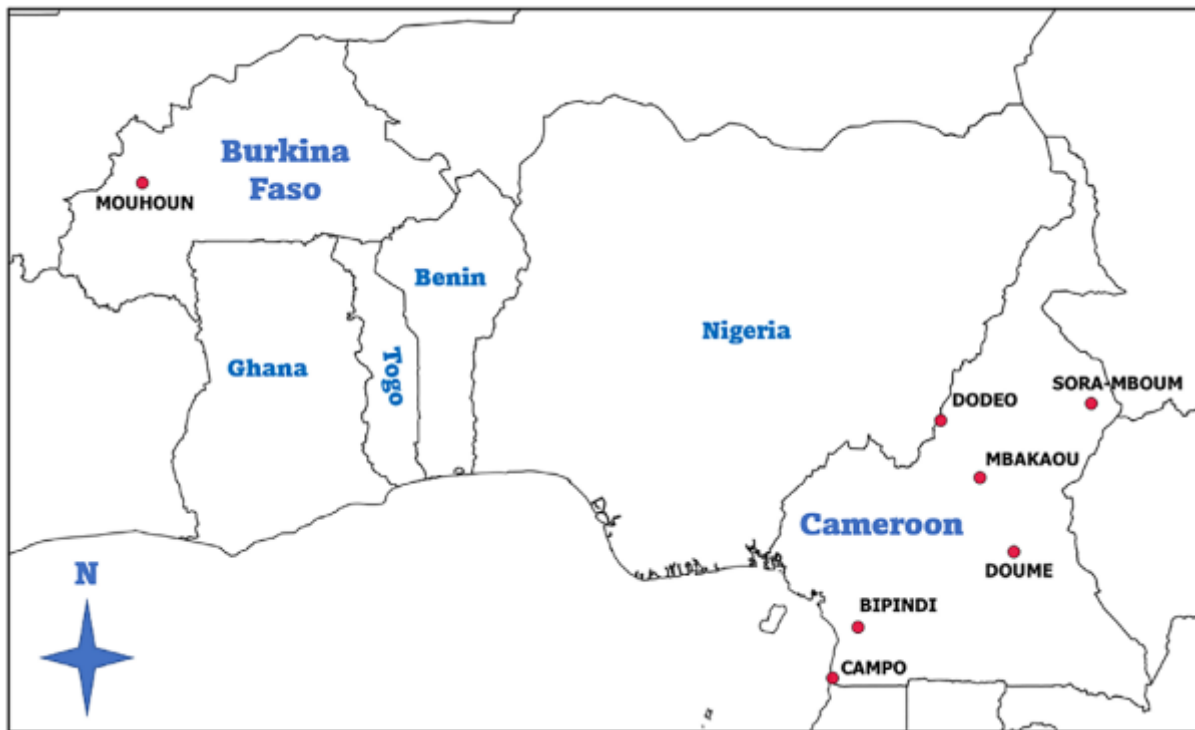 Burkina
Faso
MOUHOUN
Benin
Nigeria
Ghana
Togo
SORA-MBOUM
DODEO
MBAKAOU
Cameroon
DOUME
N
BIPINDI
CAMPO